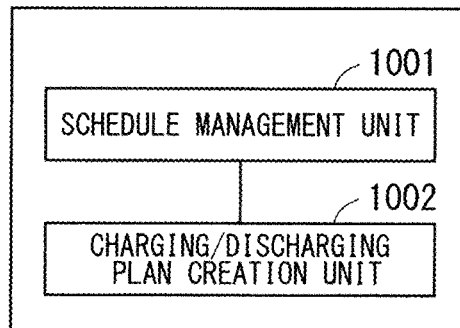 1001
SCHEDULE MANAGEMENT UNIT
1002
CHARGING/DISCHARGING
PLAN CREATION UNIT